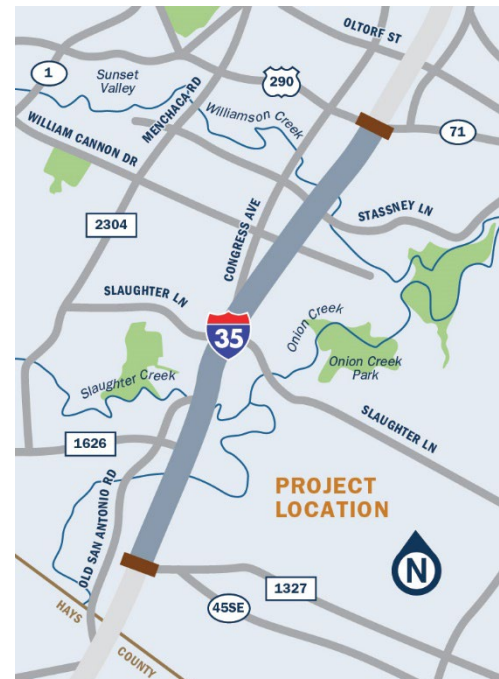 OLTORF ST
1
Sunset
Valley
290
MENCHACA RD
Williamson
Creek
71
WILLIAM CANNON DR
STASSNEY LN
2304
CONGRESS AVE
SLAUGHTER LN
35
Onion Creek
Onion Creek
Park
Slaughter Creek
SLAUGHTER LN
1626
PROJECT
LOCATION
OLD SAN ANTONIO RD
N
1327
45SE
HAYS
COUNTY